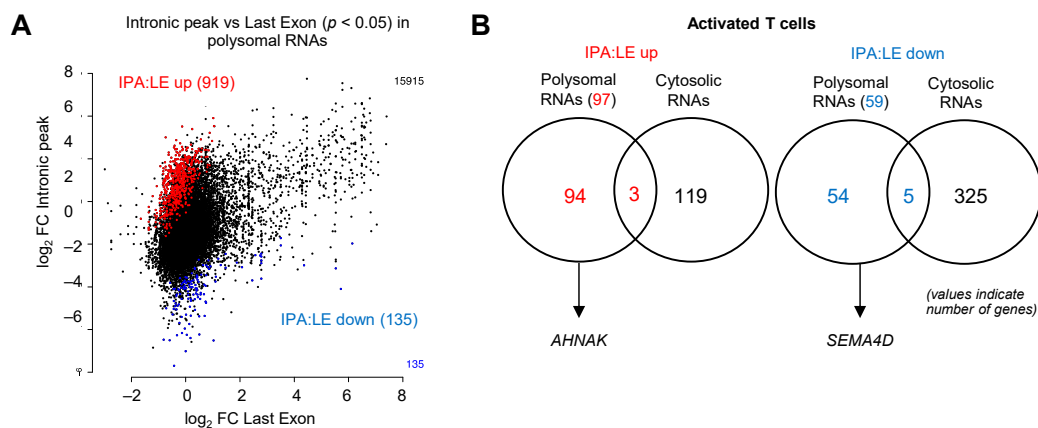 A
Intronic peak vs Last Exon (p < 0.05) in
polysomal RNAs
IPA:LE up (919)
15915
8
6
4
2
0
−2
−4
−6
log2 FC Intronic peak
IPA:LE down (135)
135
−2
0
2
4
6
8
log2 FC Last Exon
B
Activated T cells
IPA:LE up
Polysomal
RNAs (97)
Cytosolic
RNAs
94
3
119
AHNAK
IPA:LE down
Polysomal
RNAs (59)
Cytosolic
RNAs
54
5
325
SEMA4D
(values indicate
number of genes)